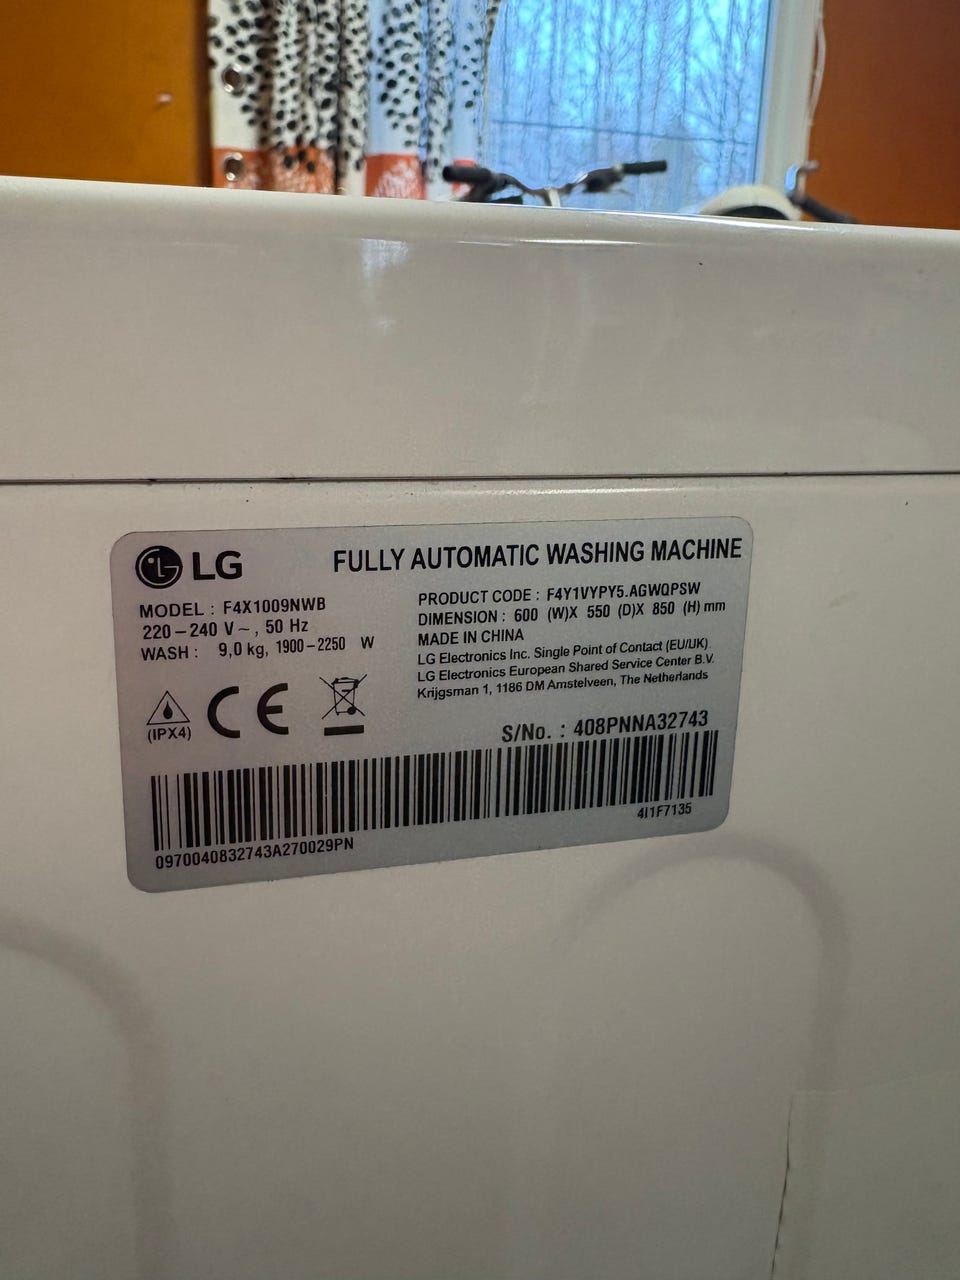 LG
FULLY AUTOMATIC WASHING MACHINE
MODEL : F4X1009NWB
220-240 V~, 50 Hz
WASH : 9,0 kg, 1900-2250 W
PRODUCT CODE : F4Y1VYPY5.AGWQPSW
DIMENSION : 600 (W)X 550 (D)X 850 (H) mm
MADE IN CHINA
LG Electronics Inc. Single Point of Contact (EU/UK)
LG Electronics European Shared Service Center B.V.
Krijgsman 1, 1186 DM Amstelveen, The Netherlands
(IPX4)
CE
S/No. : 408PNNA32743
4I1F7135
0970040832743A270029PN